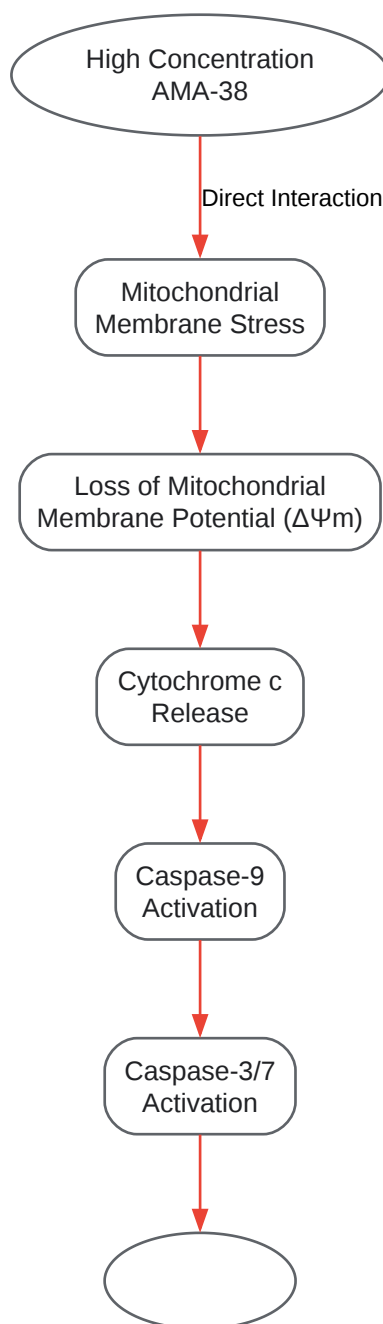 High Concentration
AMA-38
Direct Interaction
Mitochondrial
Membrane Stress
Loss of Mitochondrial
Membrane Potential (ΔΨm)
Cytochrome c
Release
Caspase-9
Activation
Caspase-3/7
Activation